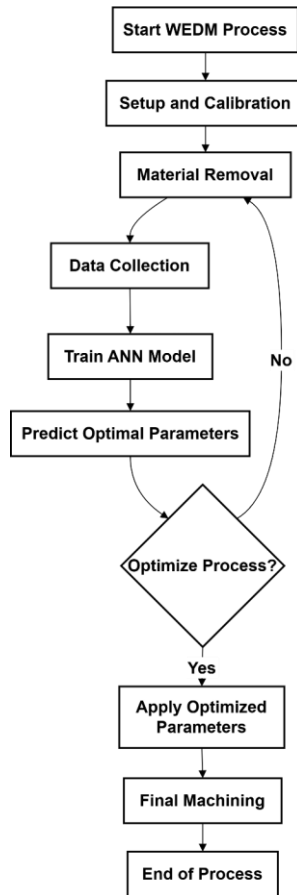 Start WEDM Process
Setup and Calibration
Material Removal
Data Collection
Train ANN Model
No
Predict Optimal Parameters
Optimize Process?
Yes
Apply Optimized
Parameters
Final Machining
End of Process